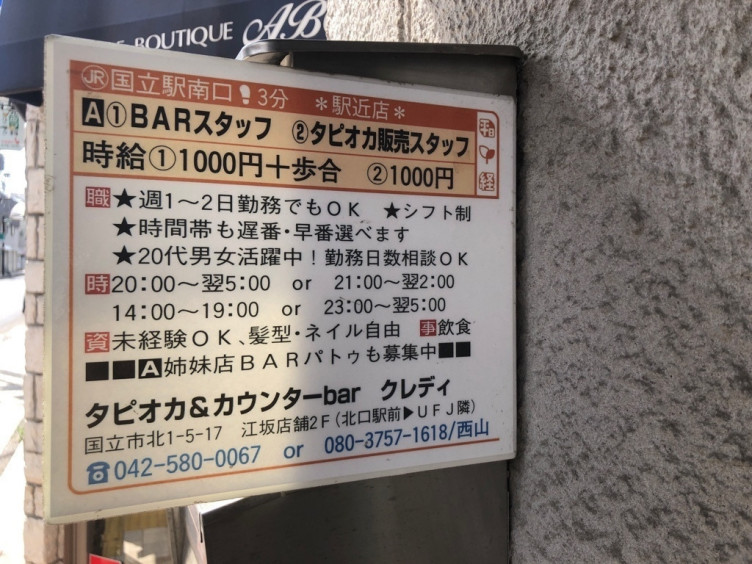 BOUTIQUE AB
JR国立駅南口 3分 *駅近店*
A①BARスタッフ ②タピオカ販売スタッフ
時給①1000円+歩合 ②1000円
経
職★週1〜2日勤務でもOK ★シフト制
★時間帯も遅番・早番選べます
★20代男女活躍中!勤務日数相談OK
時20:00〜翌5:00 or 21:00〜翌2:00
14:00〜19:00 or 23:00〜翌5:00
資未経験OK、髪型・ネイル自由 事飲食
■■A姉妹店BARパトゥも募集中■■
タピオカ&カウンターbar クレディ
国立市北1-5-17 江坂店舗2F(北口駅前▶UFJ隣)
☎042-580-0067 or 080-3757-1618/西山